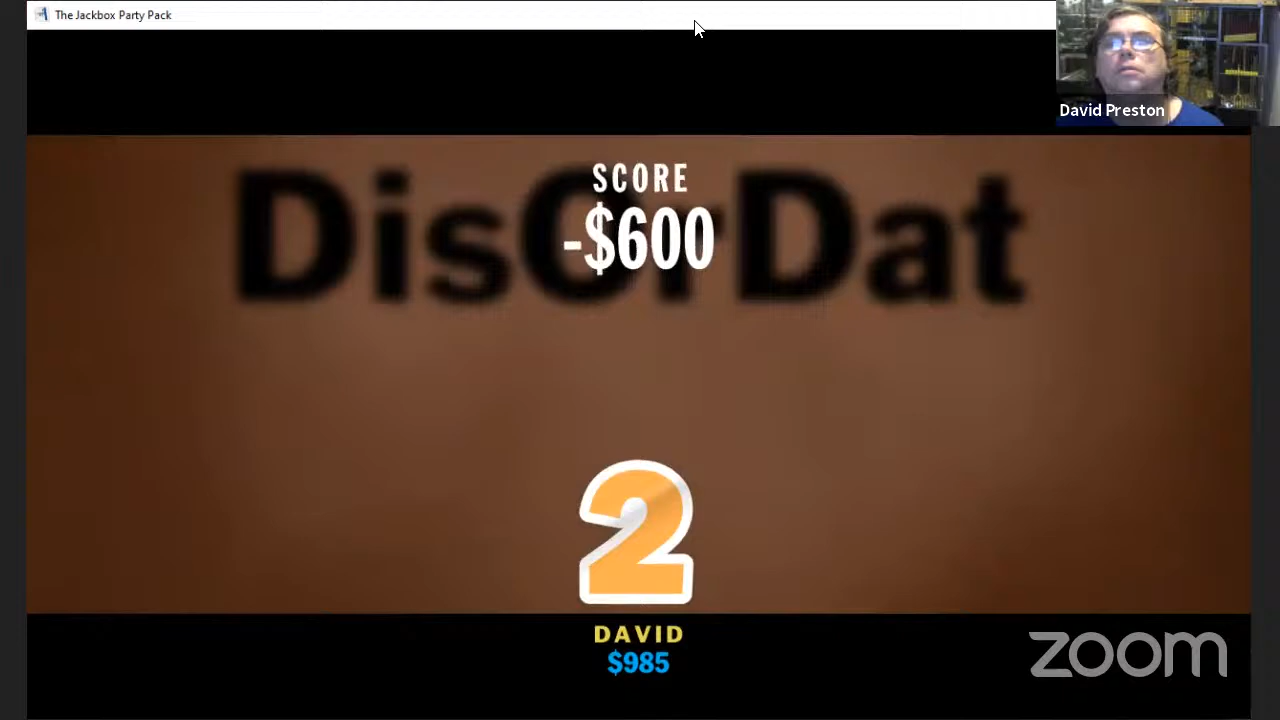 The Jackbox Party Pack
David Preston
DisOrDat
SCORE
-$600
2
DAVID
$985
zoom